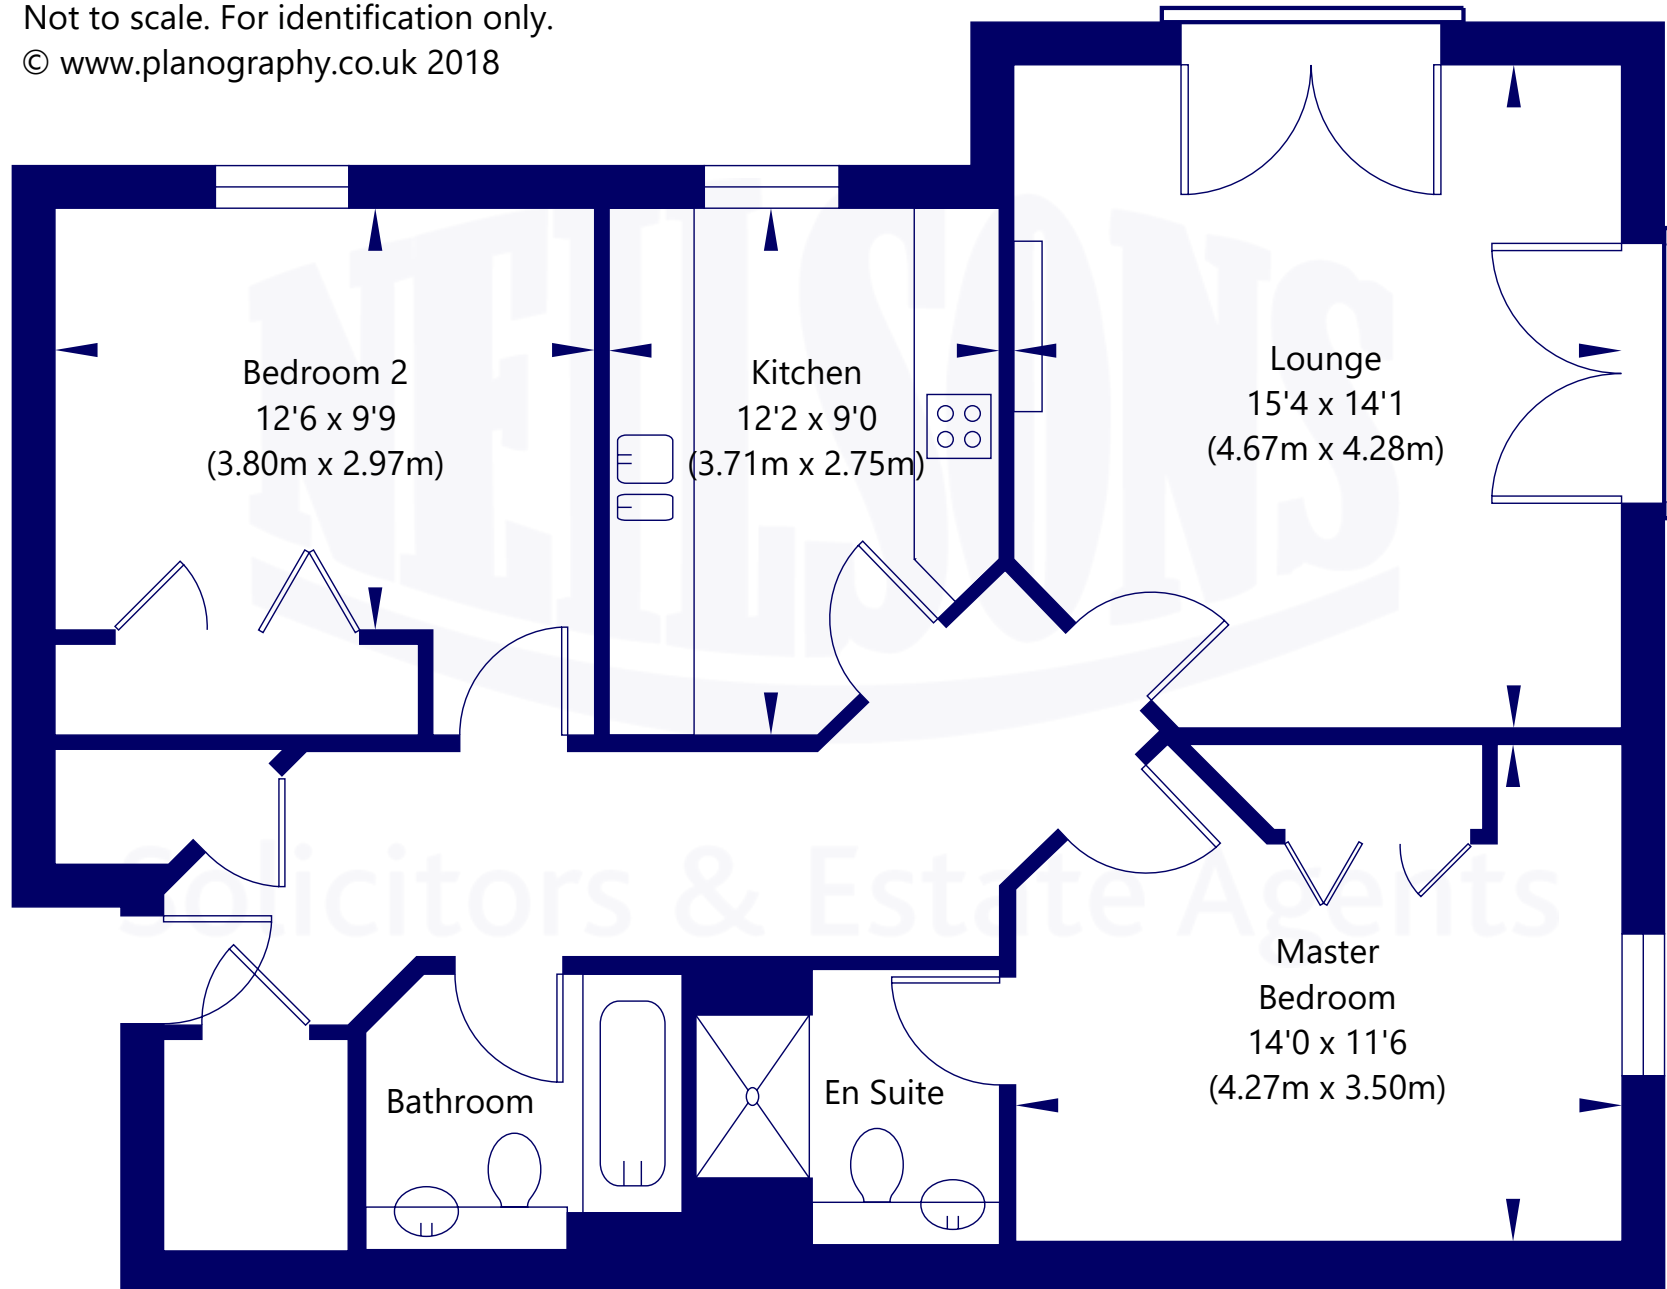 Not to scale. For identification only.
© www.planography.co.uk 2018
NEILSONS
Solicitors & Estate Agents
Bedroom 2
12'6 x 9'9
(3.80m x 2.97m)
Kitchen
12'2 x 9'0
(3.71m x 2.75m)
Lounge
15'4 x 14'1
(4.67m x 4.28m)
Master
Bedroom
14'0 x 11'6
(4.27m x 3.50m)
Bathroom
En Suite